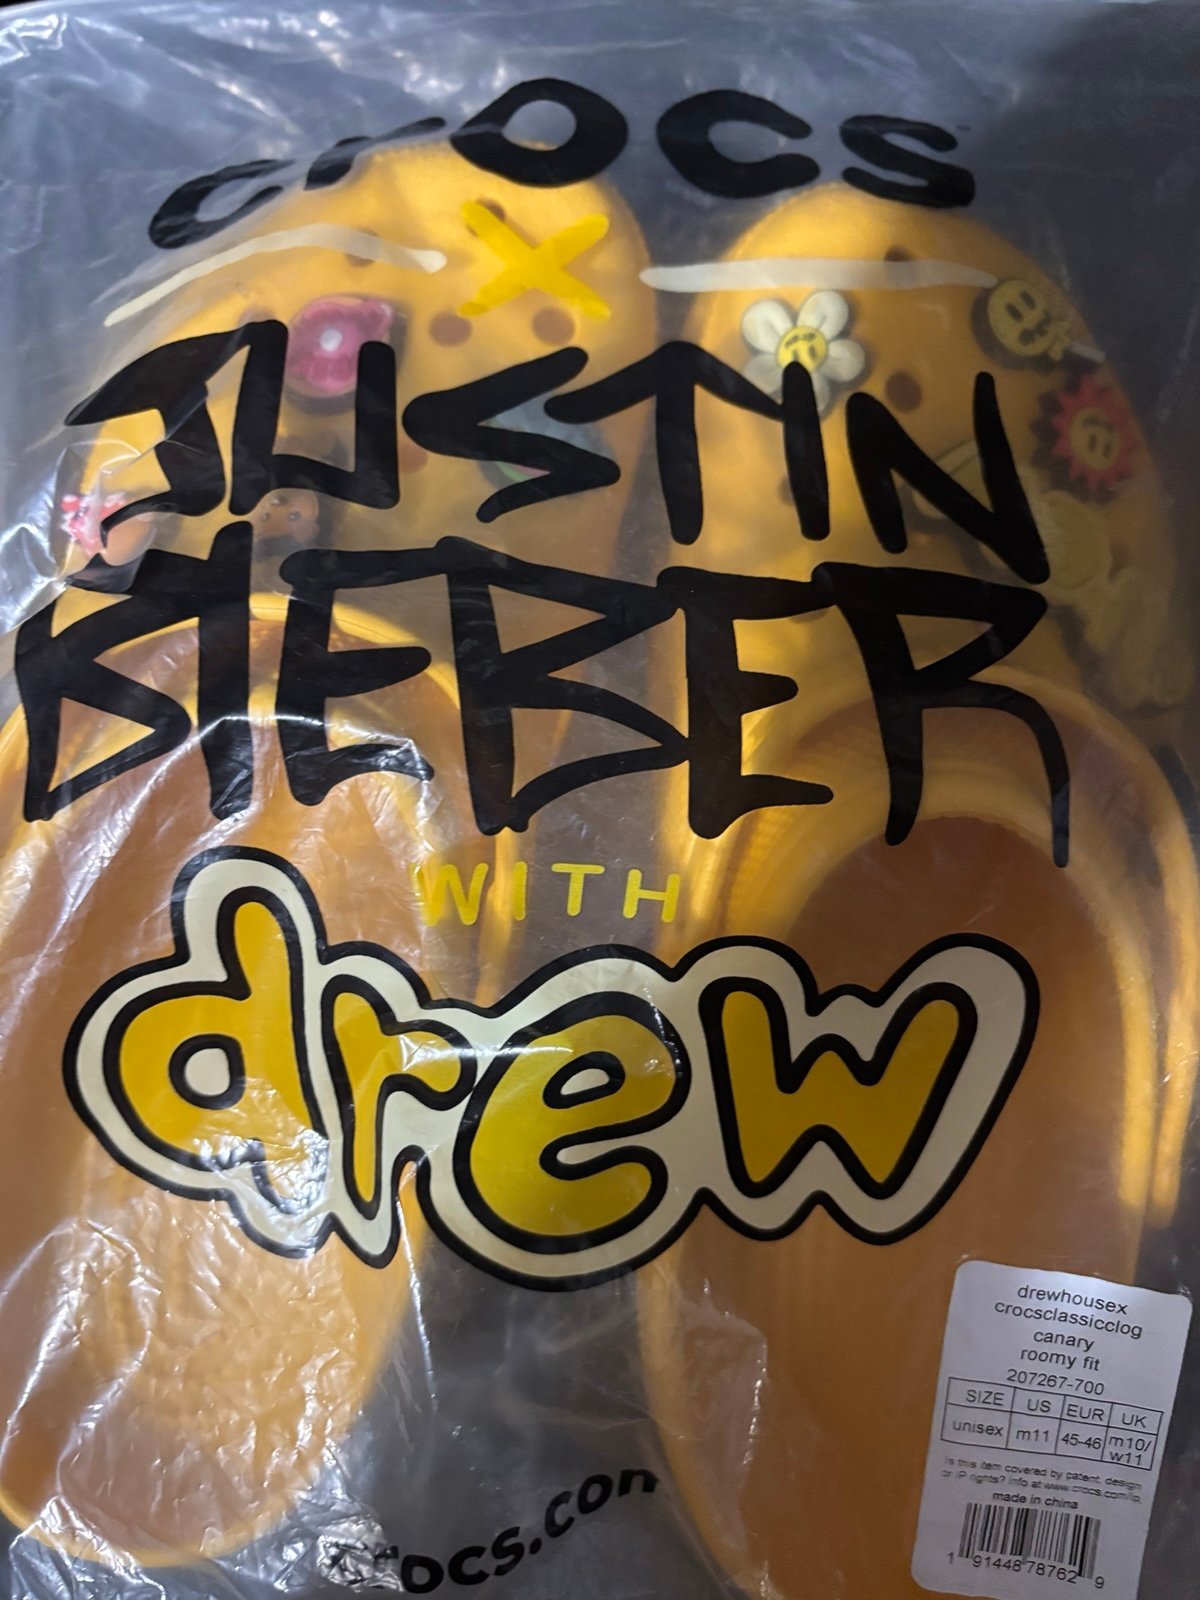 crocs
X
JUSTIN
BIEBER
WITH
drew
drewhousex
crocsclassicclog
canary
roomy fit
207267-700
SIZE US EUR UK
unisex m11 45-46 m10/
w11
Is this item covered by patent, design
or IP rights? Info at www.crocs.com/ip.
made in china
1 91448 78762 9
crocs.com